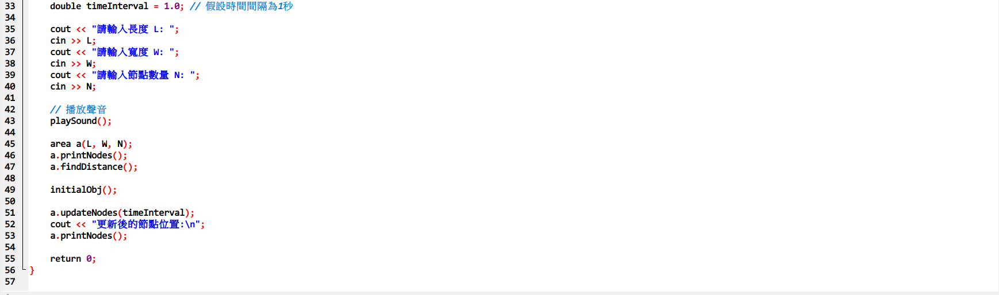 33 double timeInterval = 1.0; // 假設時間間隔為1秒
34
35 cout << "請輸入長度 L: ";
36 cin >> L;
37 cout << "請輸入寬度 W: ";
38 cin >> W;
39 cout << "請輸入節點數量 N: ";
40 cin >> N;
41
42 // 播放聲音
43 playSound();
44
45 area a(L, W, N);
46 a.printNodes();
47 a.findDistance();
48
49 initialObj();
50
51 a.updateNodes(timeInterval);
52 cout << "更新後的節點位置:\n";
53 a.printNodes();
54
55 return 0;
56 }
57